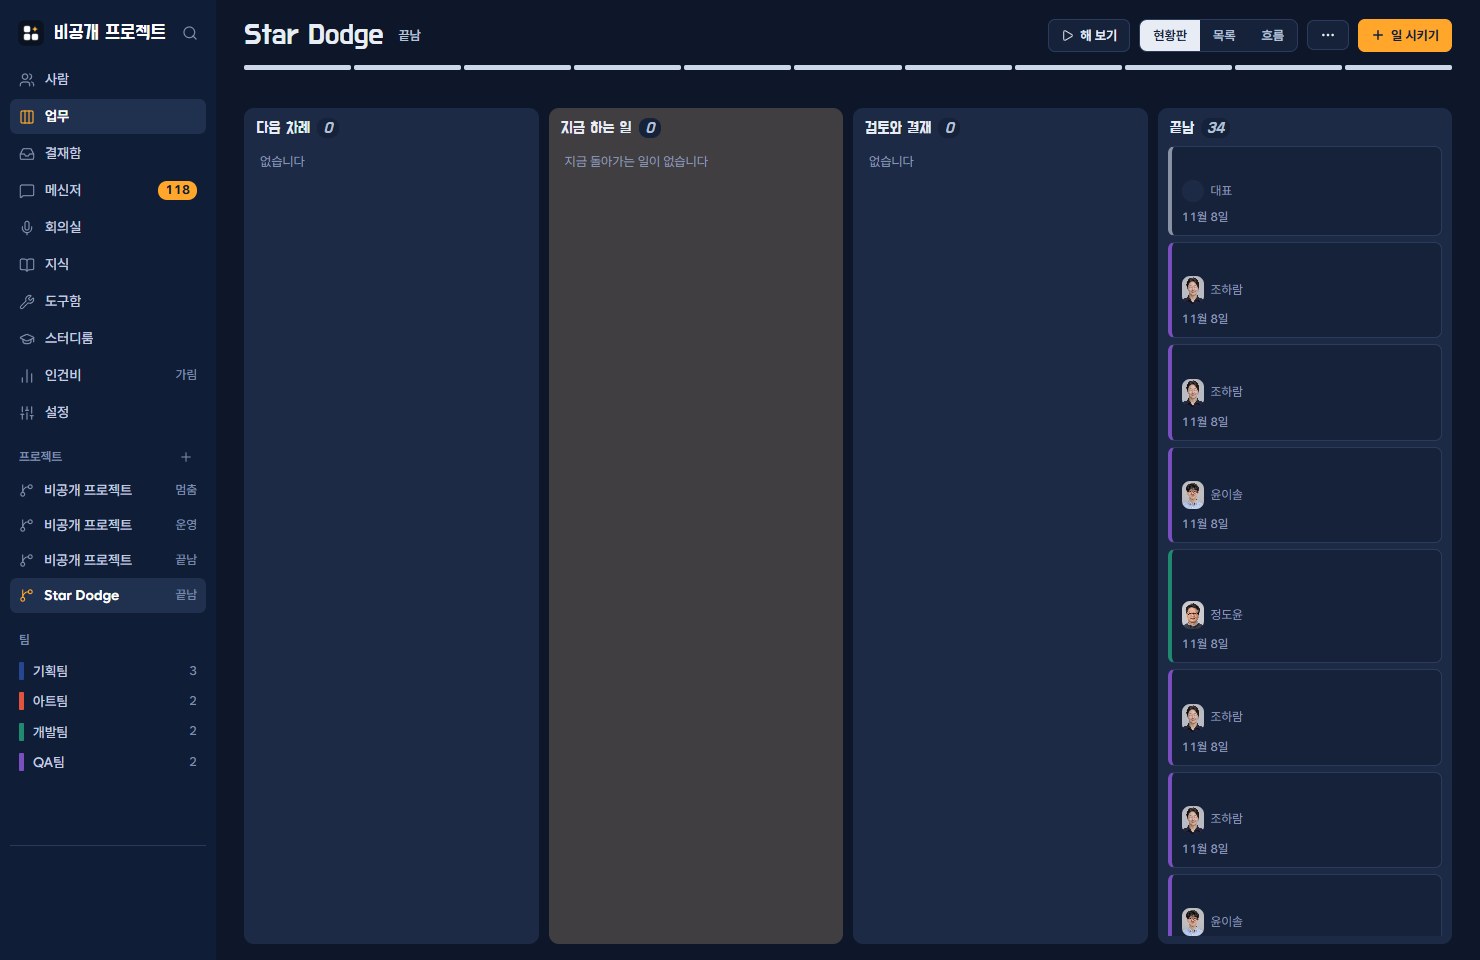 비공개 프로젝트
사람
업무
결재함
메신저 118
회의실
지식
도구함
스터디룸
인건비 가림
설정
프로젝트
비공개 프로젝트 멈춤
비공개 프로젝트 운영
비공개 프로젝트 끝남
Star Dodge 끝남
팀
기획팀 3
아트팀 2
개발팀 2
QA팀 2
Star Dodge 끝남
해 보기
현황판 목록 흐름
일 시키기
다음 차례 0
없습니다
지금 하는 일 0
지금 돌아가는 일이 없습니다
검토와 결재 0
없습니다
끝남 34
대표
11월 8일
조하람
11월 8일
조하람
11월 8일
윤이솔
11월 8일
정도윤
11월 8일
조하람
11월 8일
조하람
11월 8일
윤이솔